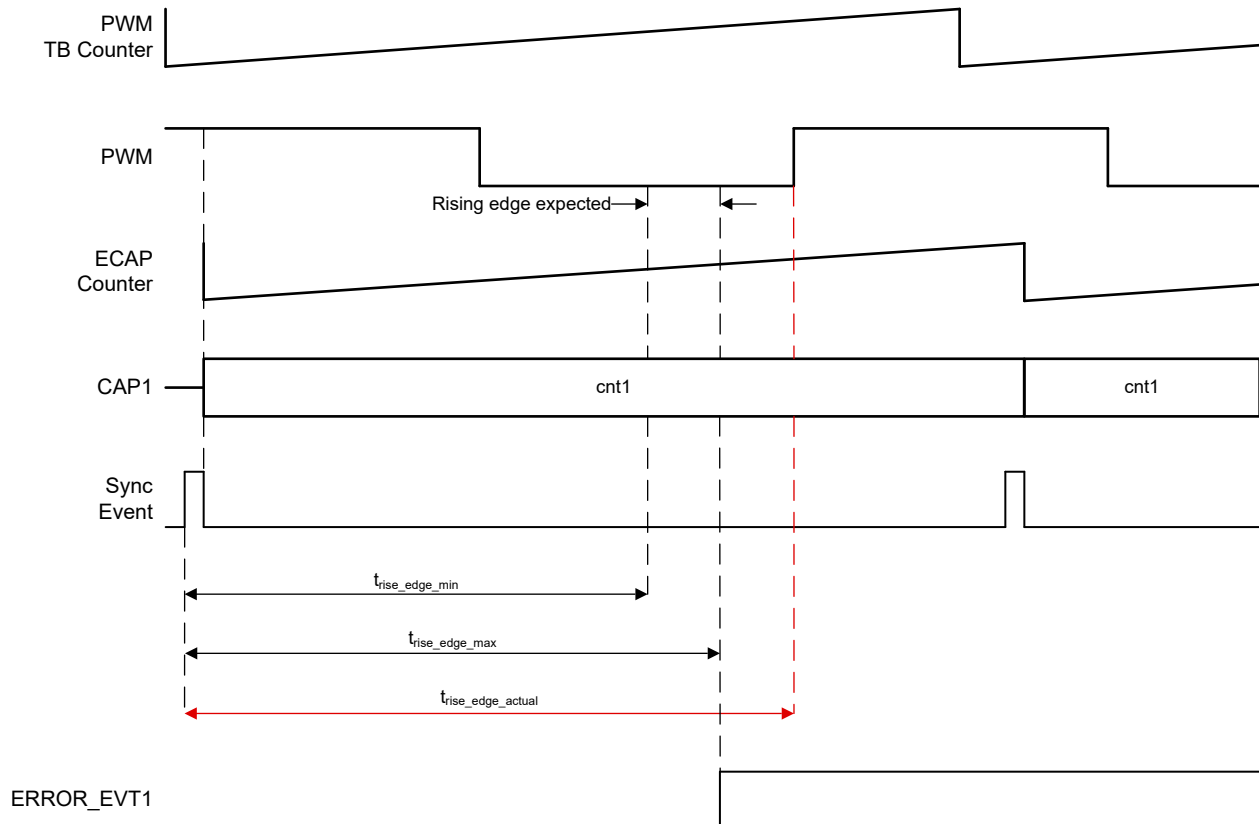 PWM
TB Counter
PWM
Rising edge expected
ECAP
Counter
CAP1
cnt1
cnt1
Sync
Event
trise_edge_min
trise_edge_max
trise_edge_actual
ERROR_EVT1